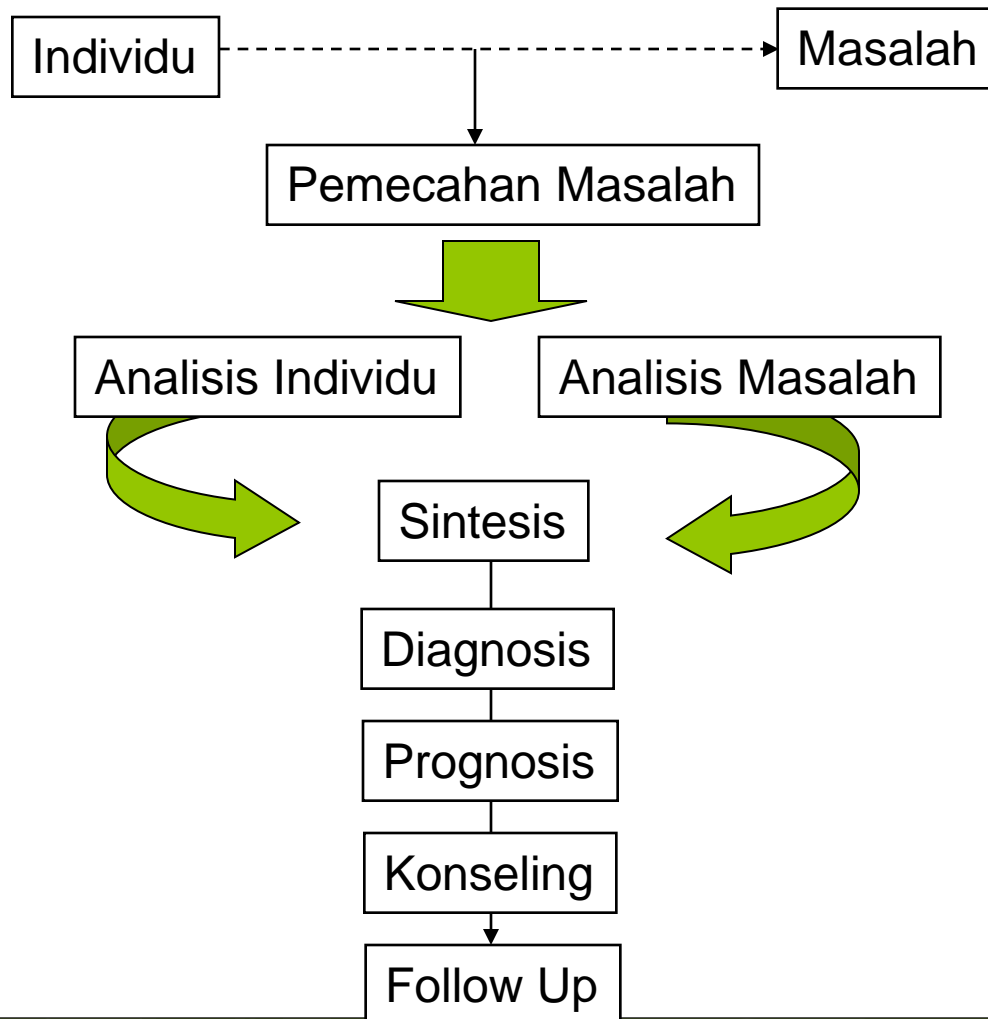 Individu
Masalah
Pemecahan Masalah
Analisis Individu
Analisis Masalah
Sintesis
Diagnosis
Prognosis
Konseling
Follow Up